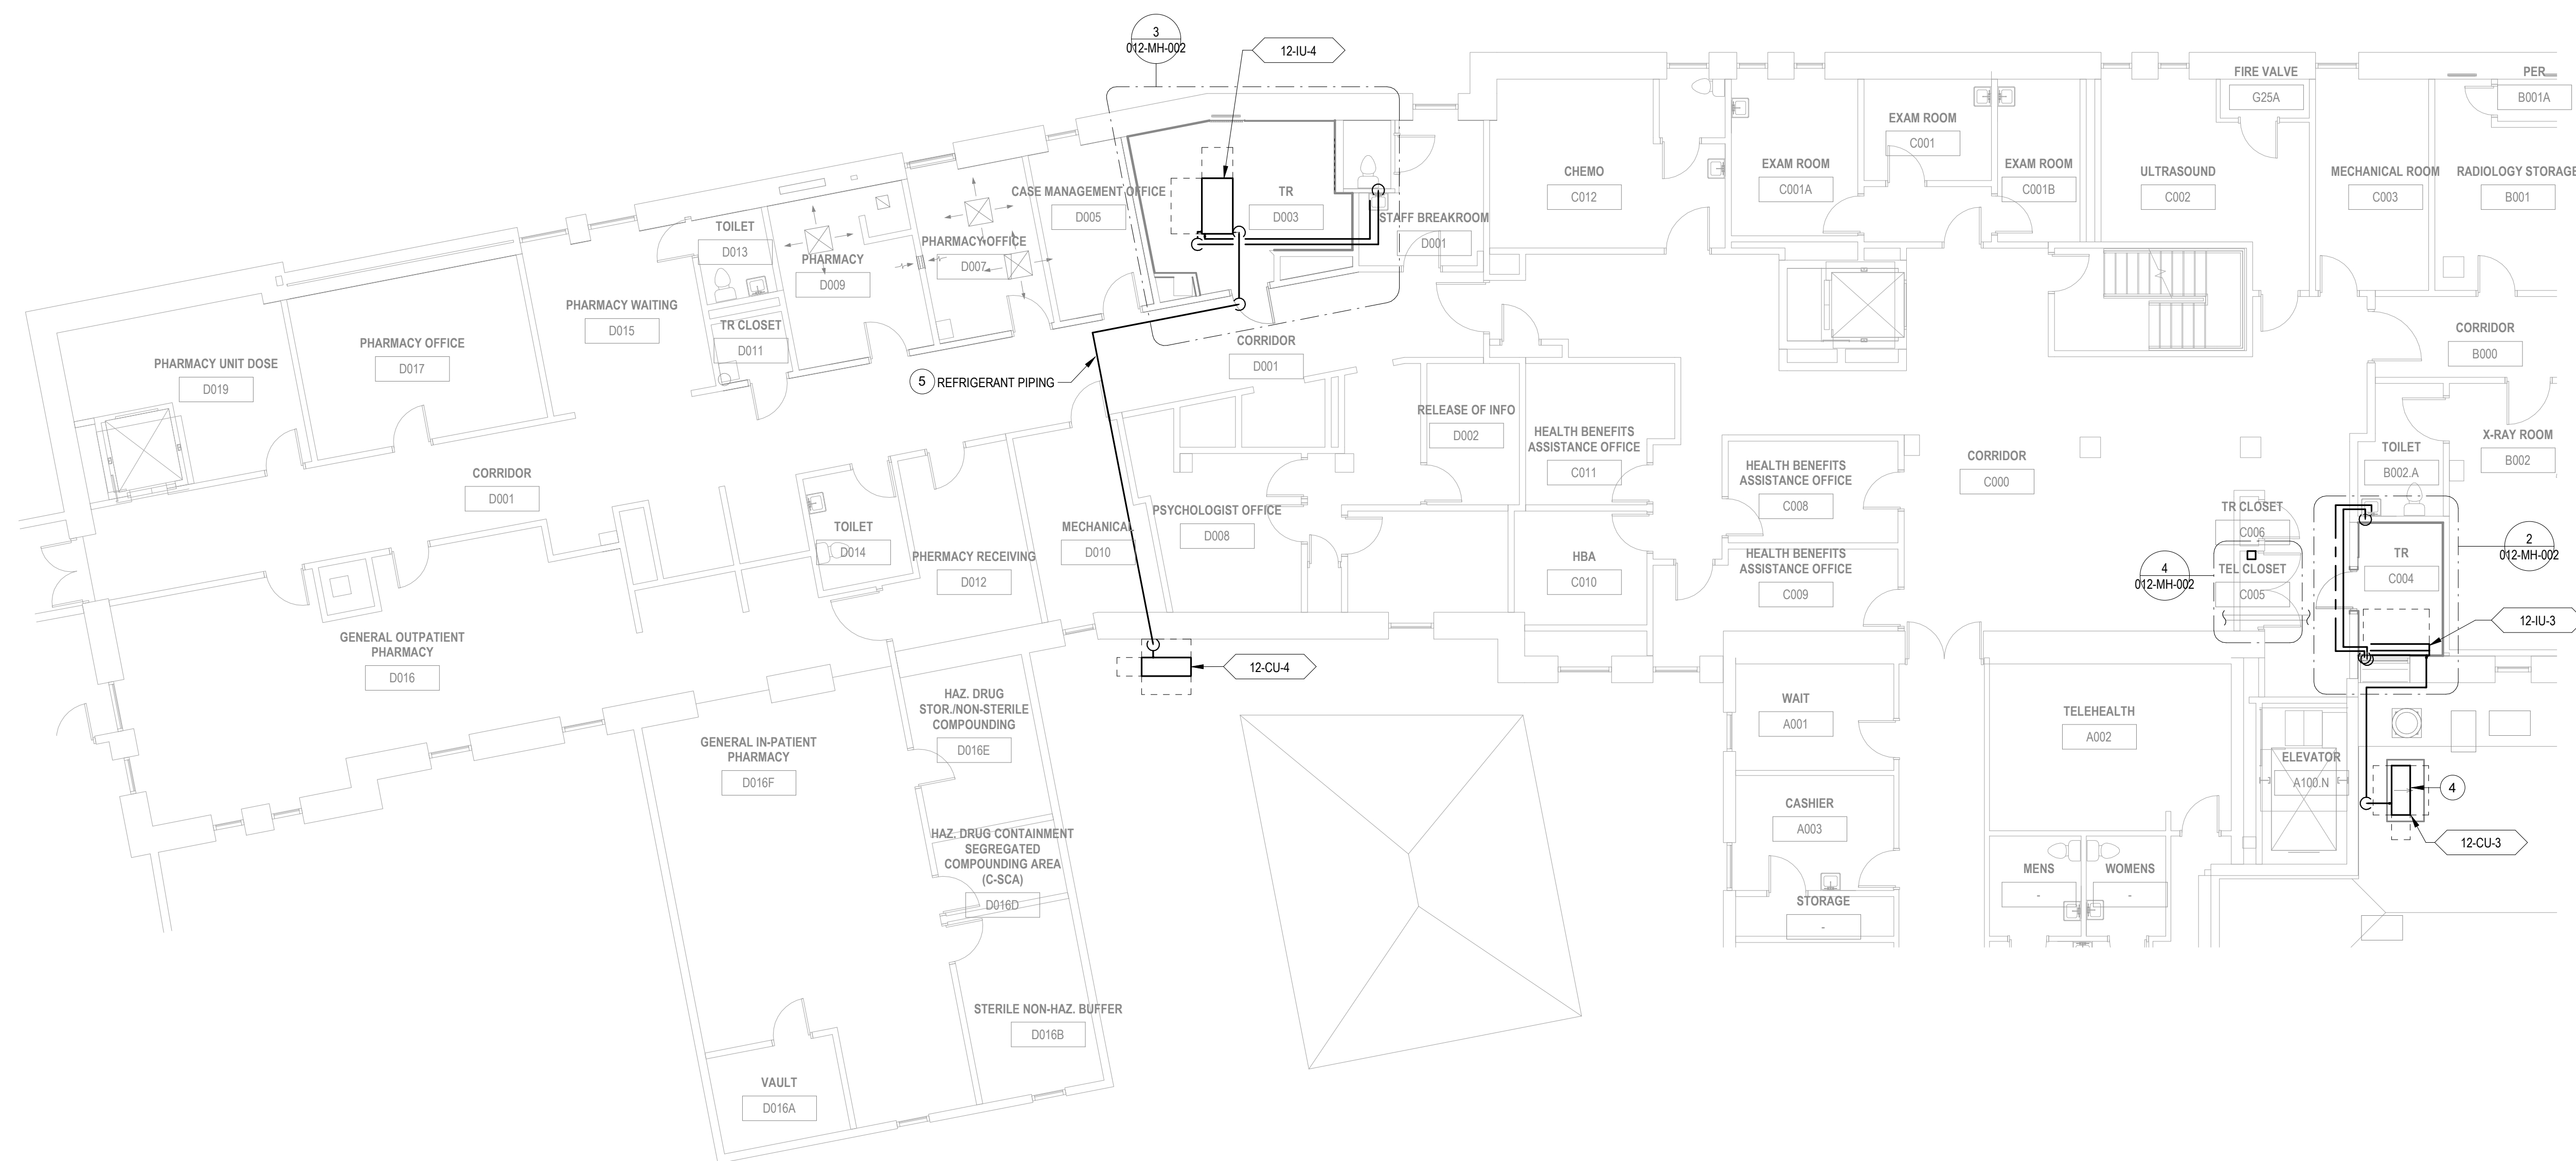 3
012-MH-002
12-IU-4
FIRE VALVE
G25A
PER
B001A
EXAM ROOM
C001
CHEMO
C012
EXAM ROOM
C001A
EXAM ROOM
C001B
ULTRASOUND
C002
MECHANICAL ROOM
C003
RADIOLOGY STORAGE
B001
CASE MANAGEMENT OFFICE
D005
TR
D003
STAFF BREAKROOM
D001
TOILET
D013
PHARMACY OFFICE
D007
PHARMACY
D009
PHARMACY WAITING
D015
TR CLOSET
D011
PHARMACY OFFICE
D017
PHARMACY UNIT DOSE
D019
CORRIDOR
D001
CORRIDOR
B000
5 REFRIGERANT PIPING
RELEASE OF INFO
D002
HEALTH BENEFITS
ASSISTANCE OFFICE
C011
HEALTH BENEFITS
ASSISTANCE OFFICE
C008
CORRIDOR
C000
TOILET
B002.A
X-RAY ROOM
B002
CORRIDOR
D001
TOILET
D014
MECHANICAL
D010
PSYCHOLOGIST OFFICE
D008
PHERMACY RECEIVING
D012
HBA
C010
HEALTH BENEFITS
ASSISTANCE OFFICE
C009
TR CLOSET
C006
4
012-MH-002
TEL CLOSET
C005
TR
C004
2
012-MH-002
12-IU-3
GENERAL OUTPATIENT
PHARMACY
D016
12-CU-4
HAZ. DRUG
STOR./NON-STERILE
COMPOUNDING
D016E
GENERAL IN-PATIENT
PHARMACY
D016F
WAIT
A001
TELEHEALTH
A002
ELEVATOR
A100.N
4
12-CU-3
CASHIER
A003
HAZ. DRUG CONTAINMENT
SEGREGATED
COMPOUNDING AREA
(C-SCA)
D016D
MENS
-
WOMENS
-
STORAGE
-
STERILE NON-HAZ. BUFFER
D016B
VAULT
D016A